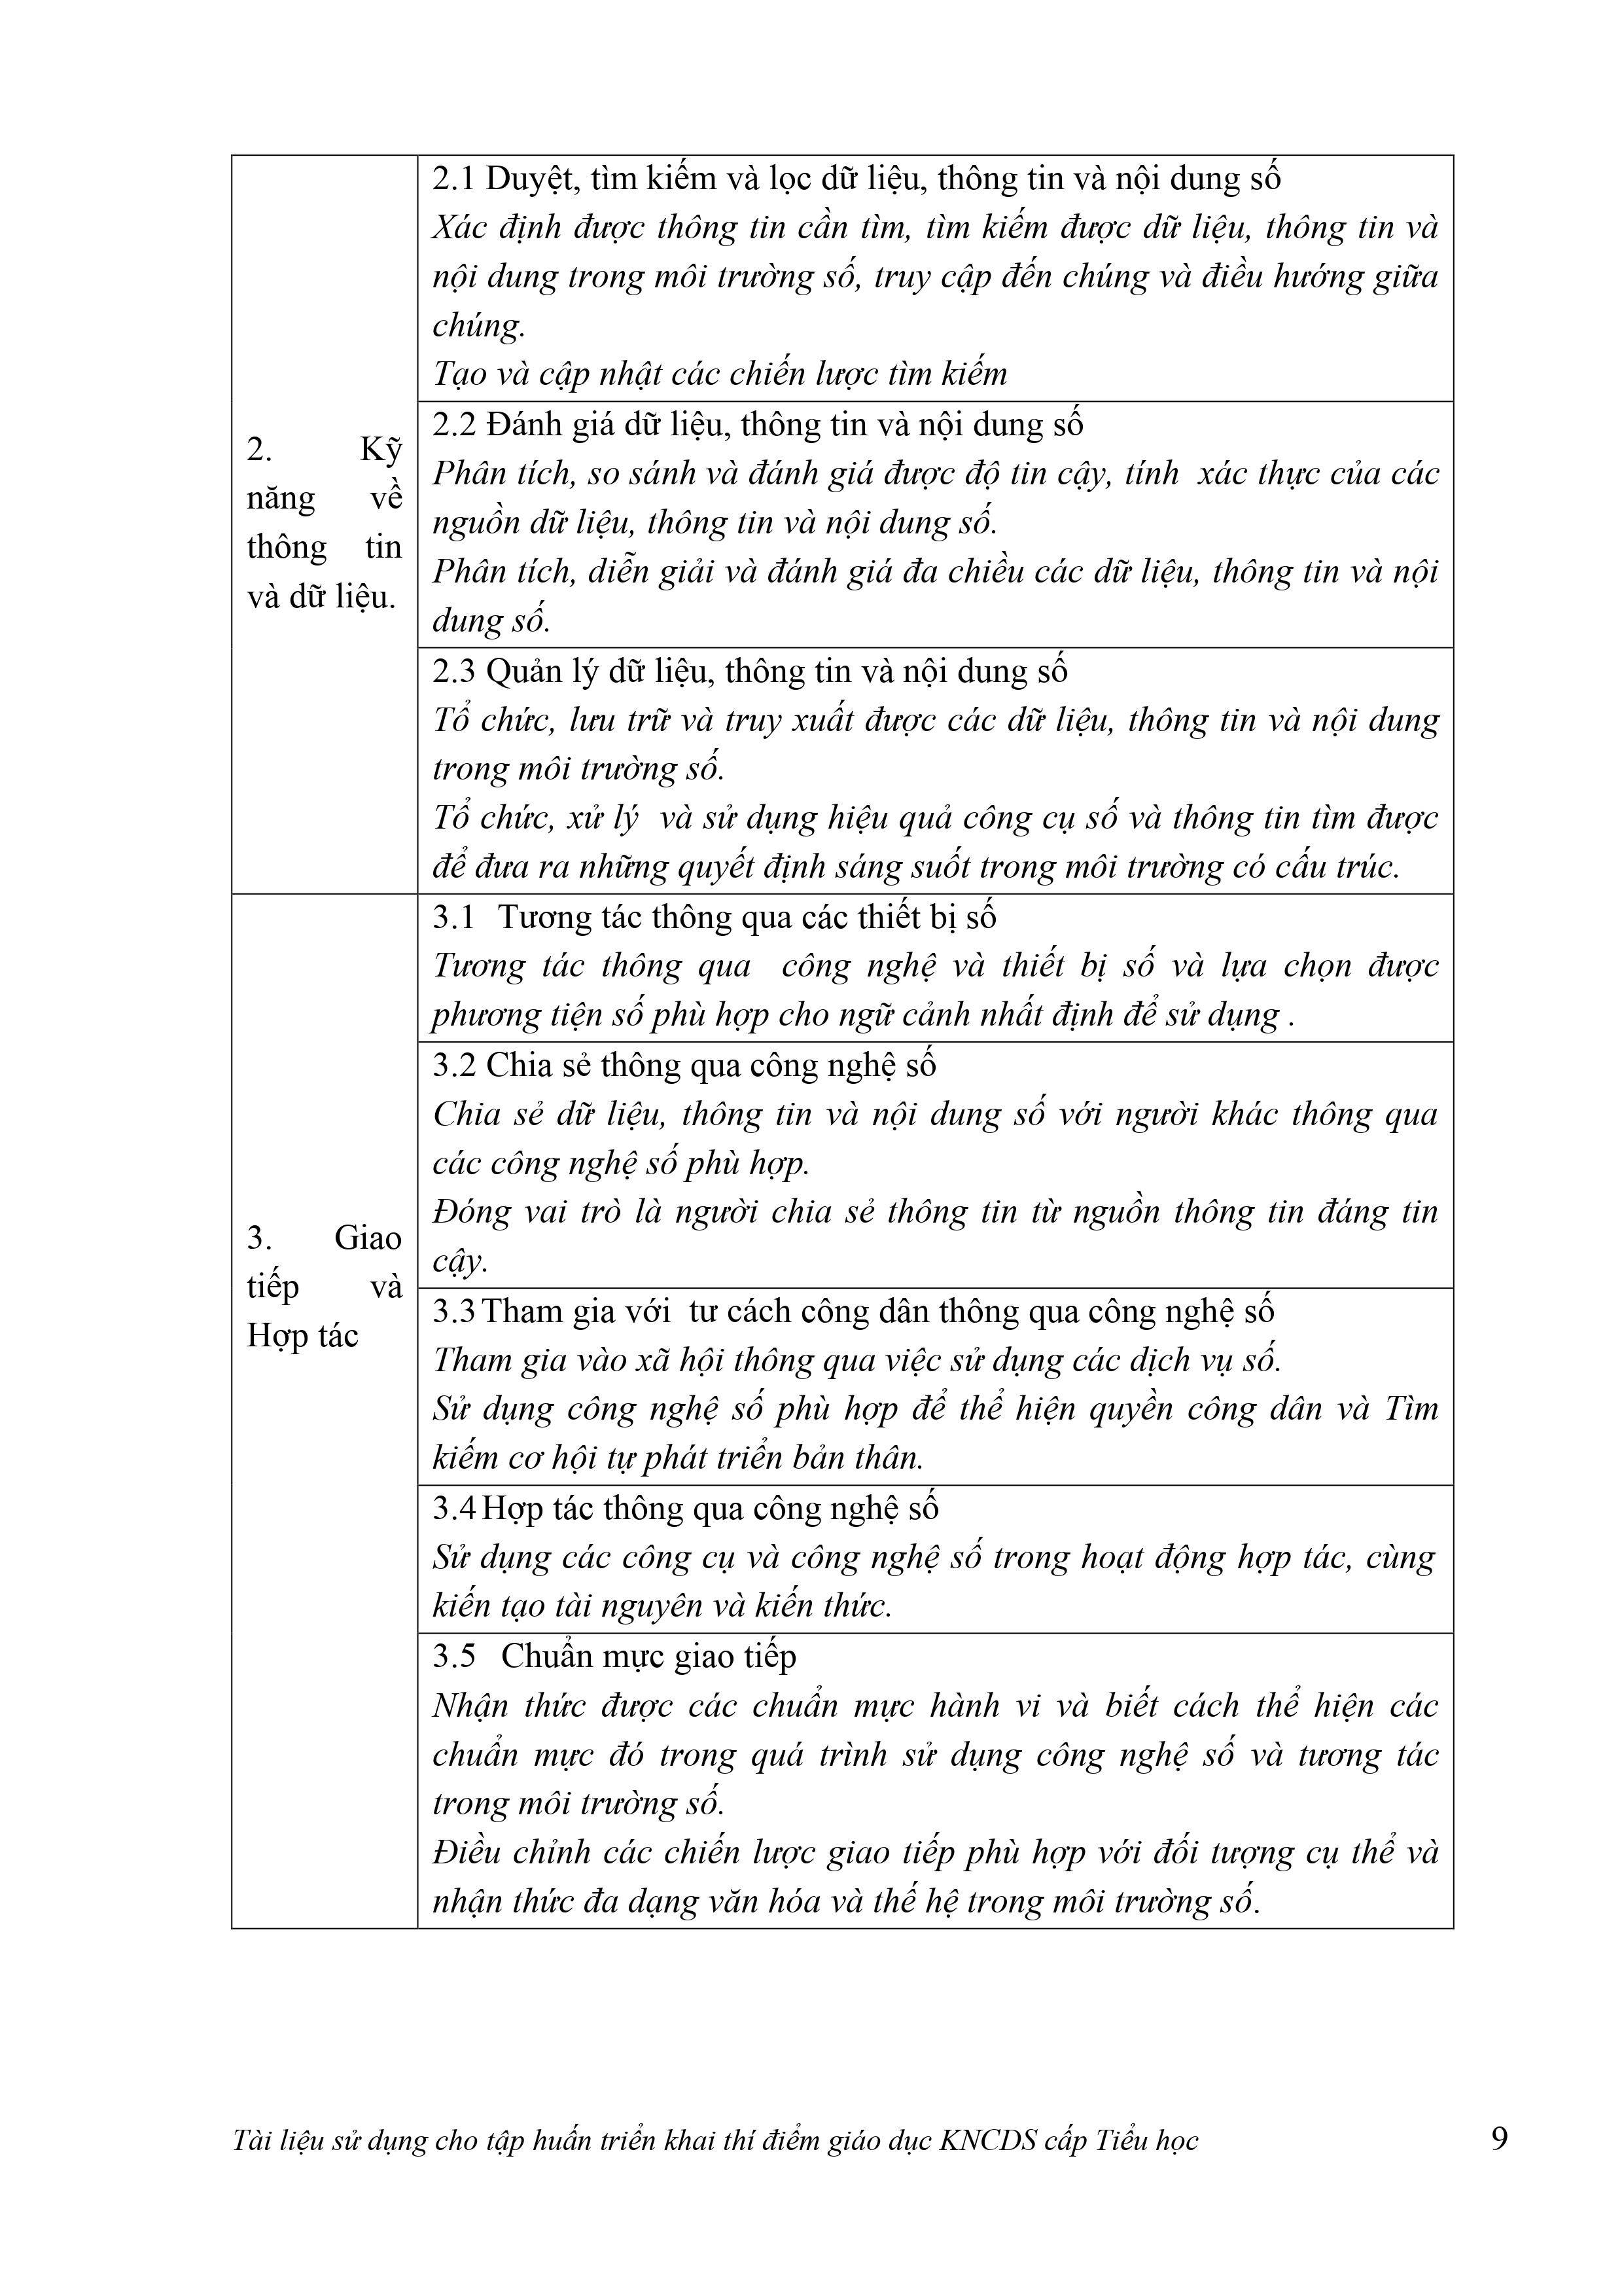 2.1 Duyệt, tìm kiếm và lọc dữ liệu, thông tin và nội dung số
Xác định được thông tin cần tìm, tìm kiếm được dữ liệu, thông tin và
nội dung trong môi trường số, truy cập đến chúng và điều hướng giữa
chúng.
Tạo và cập nhật các chiến lược tìm kiếm
2. Kỹ
năng về
thông tin
và dữ liệu.
2.2 Đánh giá dữ liệu, thông tin và nội dung số
Phân tích, so sánh và đánh giá được độ tin cậy, tính xác thực của các
nguồn dữ liệu, thông tin và nội dung số.
Phân tích, diễn giải và đánh giá đa chiều các dữ liệu, thông tin và nội
dung số.
2.3 Quản lý dữ liệu, thông tin và nội dung số
Tổ chức, lưu trữ và truy xuất được các dữ liệu, thông tin và nội dung
trong môi trường số.
Tổ chức, xử lý và sử dụng hiệu quả công cụ số và thông tin tìm được
để đưa ra những quyết định sáng suốt trong môi trường có cấu trúc.
3. Giao
tiếp và
Hợp tác
3.1 Tương tác thông qua các thiết bị số
Tương tác thông qua công nghệ và thiết bị số và lựa chọn được
phương tiện số phù hợp cho ngữ cảnh nhất định để sử dụng .
3.2 Chia sẻ thông qua công nghệ số
Chia sẻ dữ liệu, thông tin và nội dung số với người khác thông qua
các công nghệ số phù hợp.
Đóng vai trò là người chia sẻ thông tin từ nguồn thông tin đáng tin
cậy.
3.3 Tham gia với tư cách công dân thông qua công nghệ số
Tham gia vào xã hội thông qua việc sử dụng các dịch vụ số.
Sử dụng công nghệ số phù hợp để thể hiện quyền công dân và Tìm
kiếm cơ hội tự phát triển bản thân.
3.4 Hợp tác thông qua công nghệ số
Sử dụng các công cụ và công nghệ số trong hoạt động hợp tác, cùng
kiến tạo tài nguyên và kiến thức.
3.5 Chuẩn mực giao tiếp
Nhận thức được các chuẩn mực hành vi và biết cách thể hiện các
chuẩn mực đó trong quá trình sử dụng công nghệ số và tương tác
trong môi trường số.
Điều chỉnh các chiến lược giao tiếp phù hợp với đối tượng cụ thể và
nhận thức đa dạng văn hóa và thế hệ trong môi trường số.
Tài liệu sử dụng cho tập huấn triển khai thí điểm giáo dục KNCDS cấp Tiểu học 9